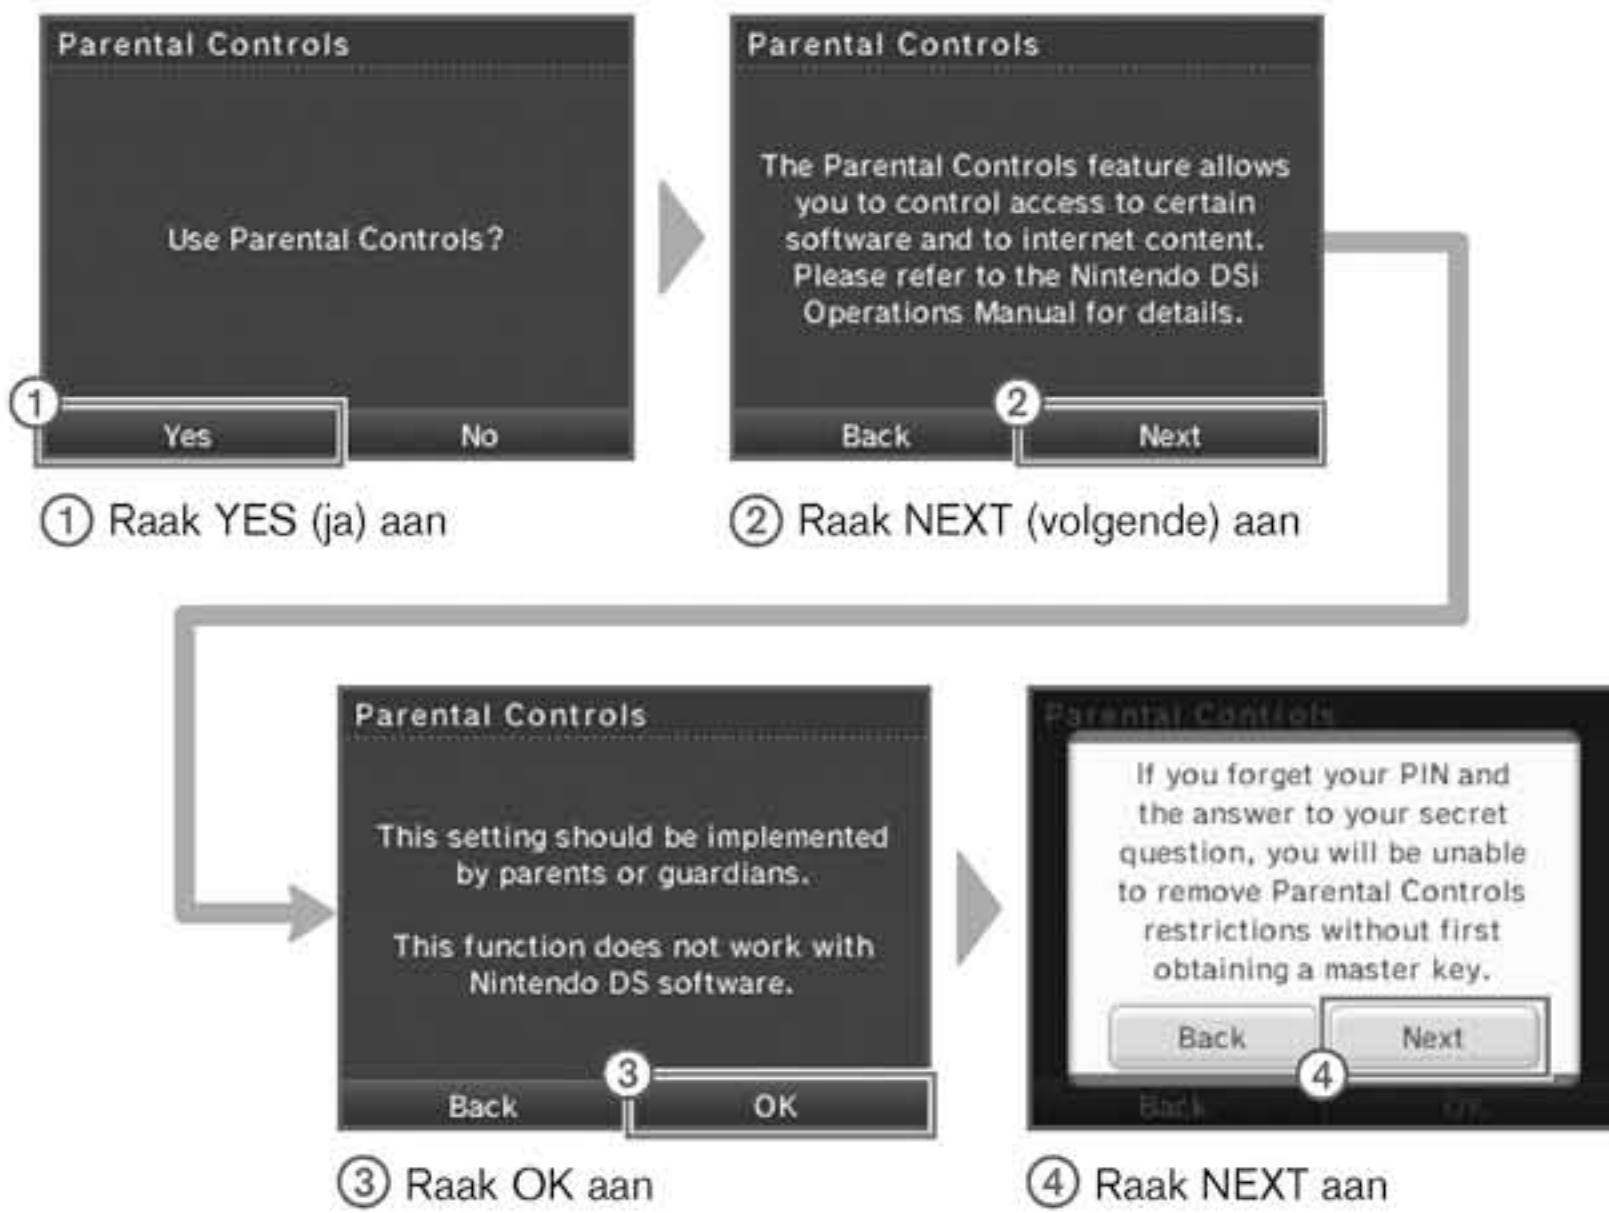 Parental Controls
Use Parental Controls?
1
Yes
No
1 Raak YES (ja) aan
Parental Controls
The Parental Controls feature allows
you to control access to certain
software and to internet content.
Please refer to the Nintendo DSi
Operations Manual for details.
2
Back
Next
2 Raak NEXT (volgende) aan
Parental Controls
This setting should be implemented
by parents or guardians.
This function does not work with
Nintendo DS software.
3
Back
OK
3 Raak OK aan
Parental Controls
If you forget your PIN and
the answer to your secret
question, you will be unable
to remove Parental Controls
restrictions without first
obtaining a master key.
Back
Next
4
Back
OK
4 Raak NEXT aan